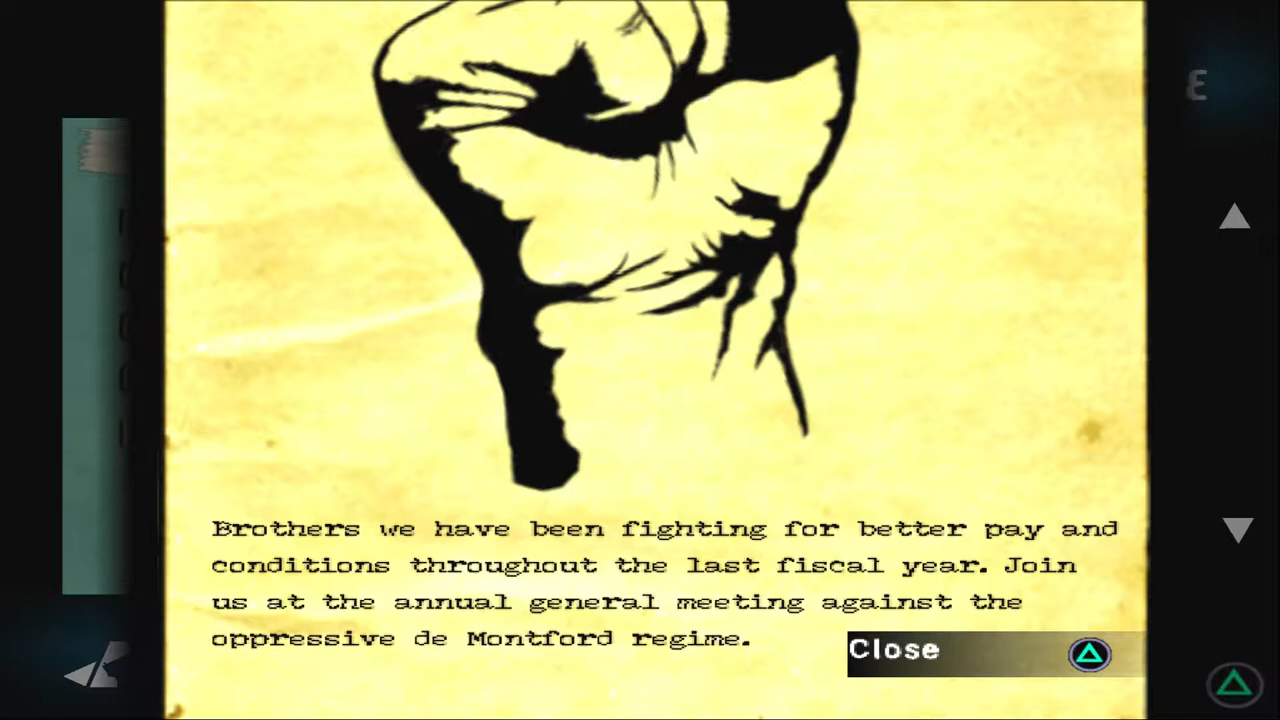 Brothers we have been fighting for better pay and
conditions throughout the last fiscal year. Join
us at the annual general meeting against the
oppressive de Montford regime.
Close